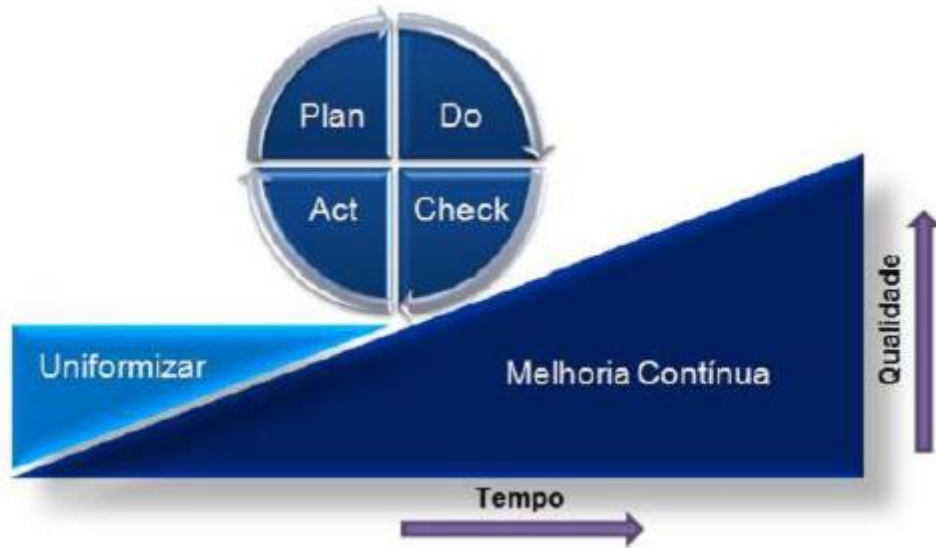 Plan
Do
Act
Check
Uniformizar
Melhoria Contínua
Qualidade
Tempo